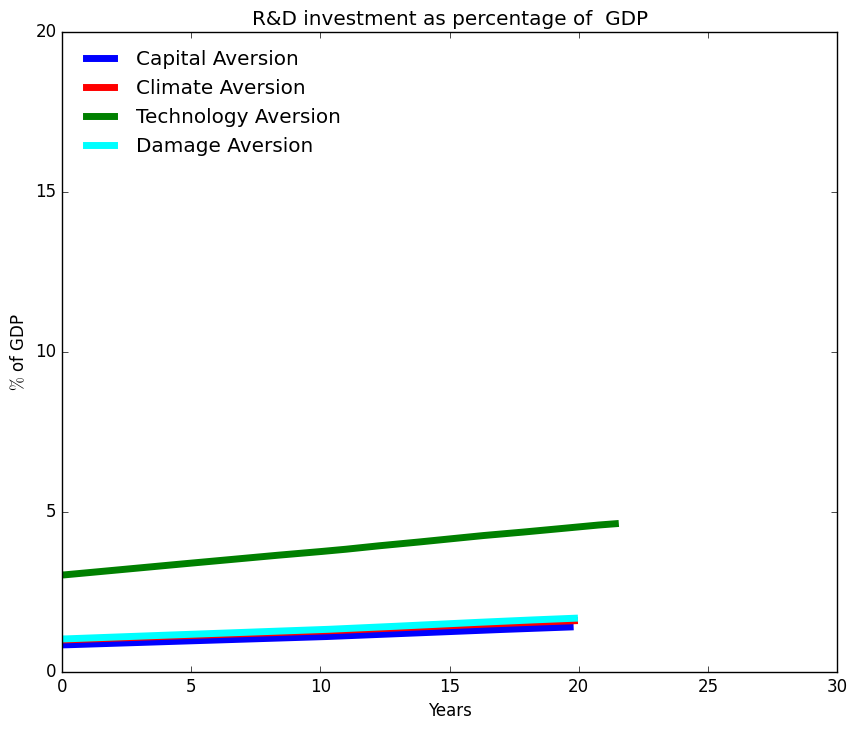 R&D investment as percentage of  GDP
20
Capital Aversion
Climate Aversion
Technology Aversion
Damage Aversion
15
% of GDP
10
5
0
0 5 10 15 20 25 30
Years